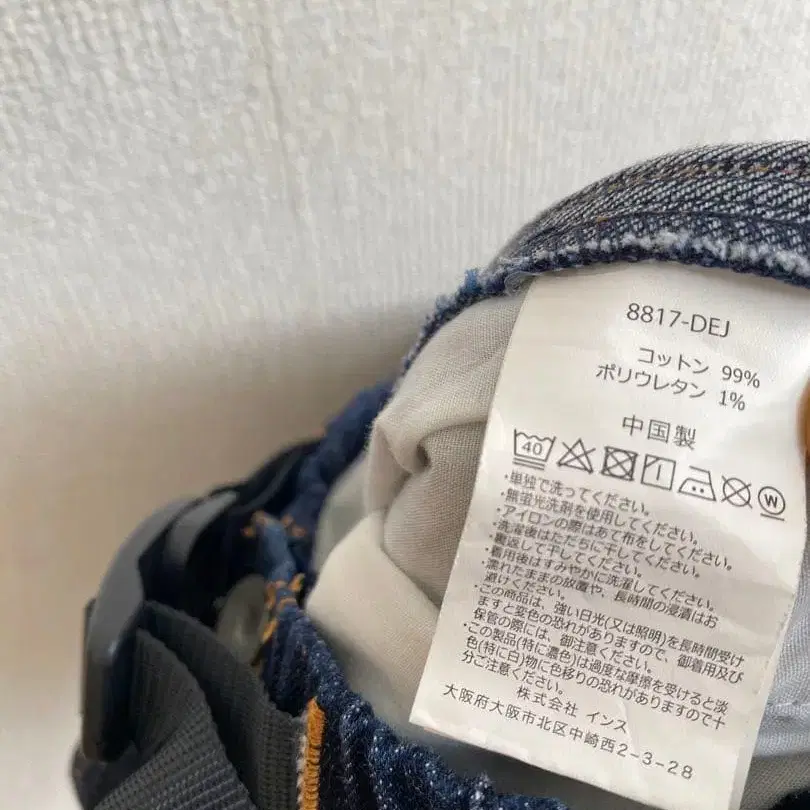 8817-DEJ
コットン 99%
ポリウレタン 1%
中国製
40 W
・単独で洗ってください。
・無蛍光洗剤を使用してください。
・アイロンの際はあて布をしてください。
・洗濯後はただちに干してください。
・裏返して干してください。
・着用後はすみやかに洗濯してください。
・濡れたままの放置や、長時間の浸漬はお
避けください。
・この商品は、強い日光(又は照明)を長時間受け
ますと変色の恐れがありますので、御着用及び
保管の際には、御注意ください。
・この製品(特に濃色)は過度な摩擦を受けると淡
色(特に白)物に色移りの恐れがありますので十
分ご注意ください。
株式会社 インス
大阪府大阪市北区中崎西2-3-28